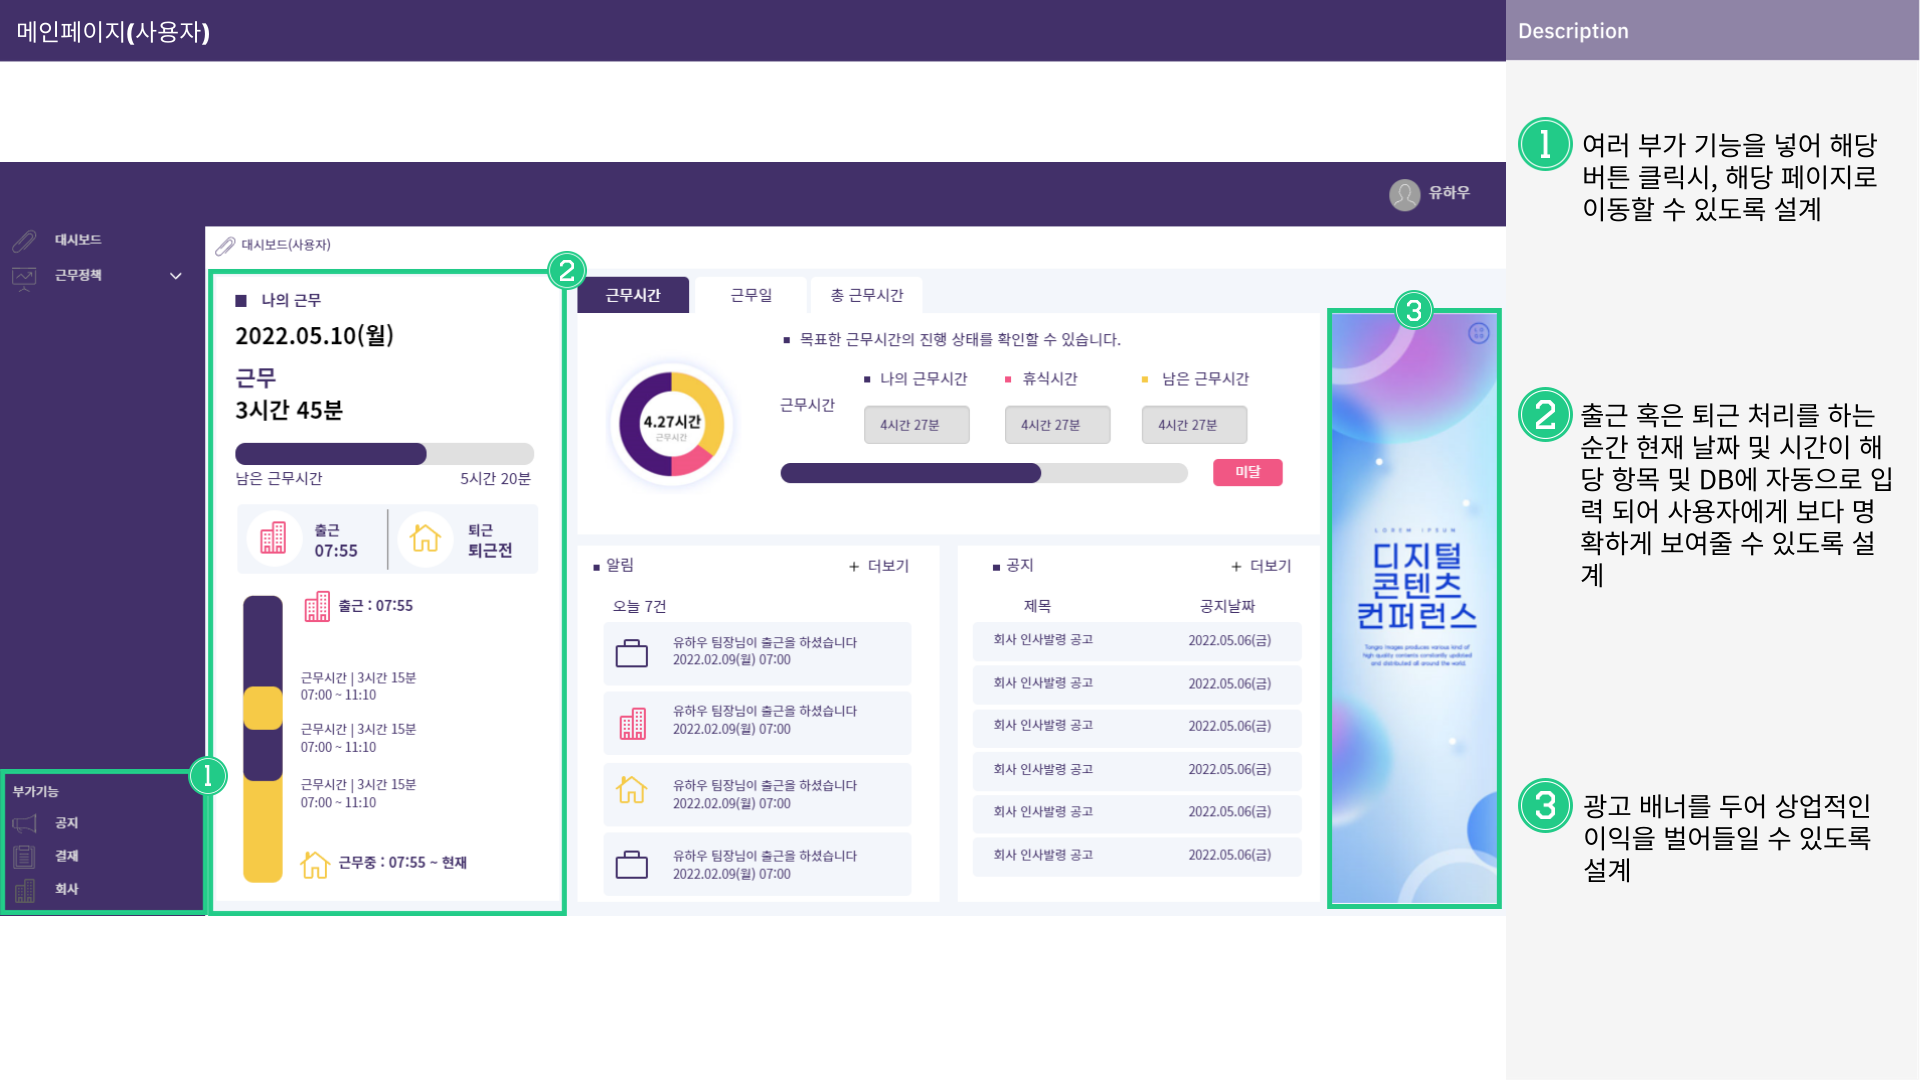 메인페이지(사용자)
Description
유하우
대시보드
근무정책
부가기능
공지
결재
회사
1
대시보드(사용자)
2
나의 근무
2022.05.10(월)
근무
3시간 45분
남은 근무시간 5시간 20분
출근
07:55
퇴근
퇴근전
출근 : 07:55
근무시간 | 3시간 15분
07:00 ~ 11:10
근무시간 | 3시간 15분
07:00 ~ 11:10
근무시간 | 3시간 15분
07:00 ~ 11:10
근무중 : 07:55 ~ 현재
근무시간 근무일 총 근무시간
목표한 근무시간의 진행 상태를 확인할 수 있습니다.
4.27시간
근무시간
나의 근무시간 휴식시간 남은 근무시간
근무시간
4시간 27분 4시간 27분 4시간 27분
미달
알림 + 더보기
오늘 7건
유하우 팀장님이 출근을 하셨습니다
2022.02.09(월) 07:00
유하우 팀장님이 출근을 하셨습니다
2022.02.09(월) 07:00
유하우 팀장님이 출근을 하셨습니다
2022.02.09(월) 07:00
유하우 팀장님이 출근을 하셨습니다
2022.02.09(월) 07:00
공지 + 더보기
제목 공지날짜
회사 인사발령 공고 2022.05.06(금)
회사 인사발령 공고 2022.05.06(금)
회사 인사발령 공고 2022.05.06(금)
회사 인사발령 공고 2022.05.06(금)
회사 인사발령 공고 2022.05.06(금)
회사 인사발령 공고 2022.05.06(금)
3
LOREM IPSUM
디지털
콘텐츠
컨퍼런스
Tongro Images produces various kind of
high quality contents constantly updated
and distributed all around the world.
1 여러 부가 기능을 넣어 해당
버튼 클릭시, 해당 페이지로
이동할 수 있도록 설계
2 출근 혹은 퇴근 처리를 하는
순간 현재 날짜 및 시간이 해
당 항목 및 DB에 자동으로 입
력 되어 사용자에게 보다 명
확하게 보여줄 수 있도록 설
계
3 광고 배너를 두어 상업적인
이익을 벌어들일 수 있도록
설계